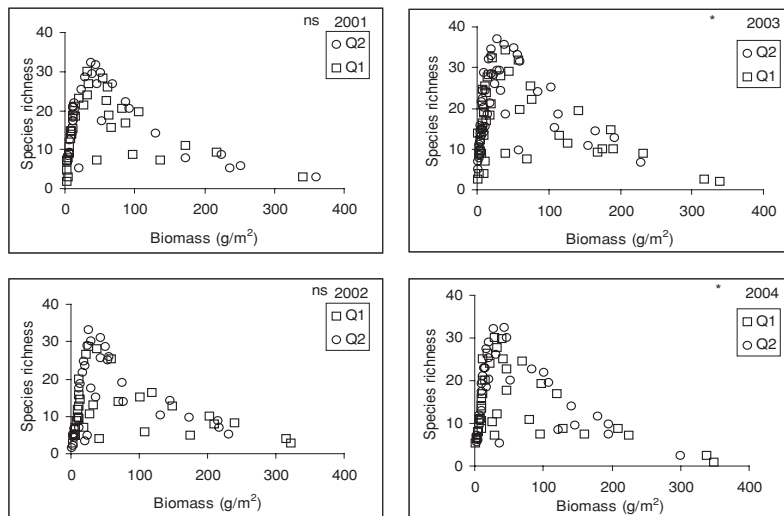 ns 2001
Q2
Q1
Species richness
40
30
20
10
0
0 100 200 300 400
Biomass (g/m²)
* 2003
Q2
Q1
Species richness
40
30
20
10
0
0 100 200 300 400
Biomass (g/m²)
ns 2002
Q1
Q2
Species richness
40
30
20
10
0
0 100 200 300 400
Biomass (g/m²)
* 2004
Q1
Q2
Species richness
40
30
20
10
0
0 100 200 300 400
Biomass (g/m²)